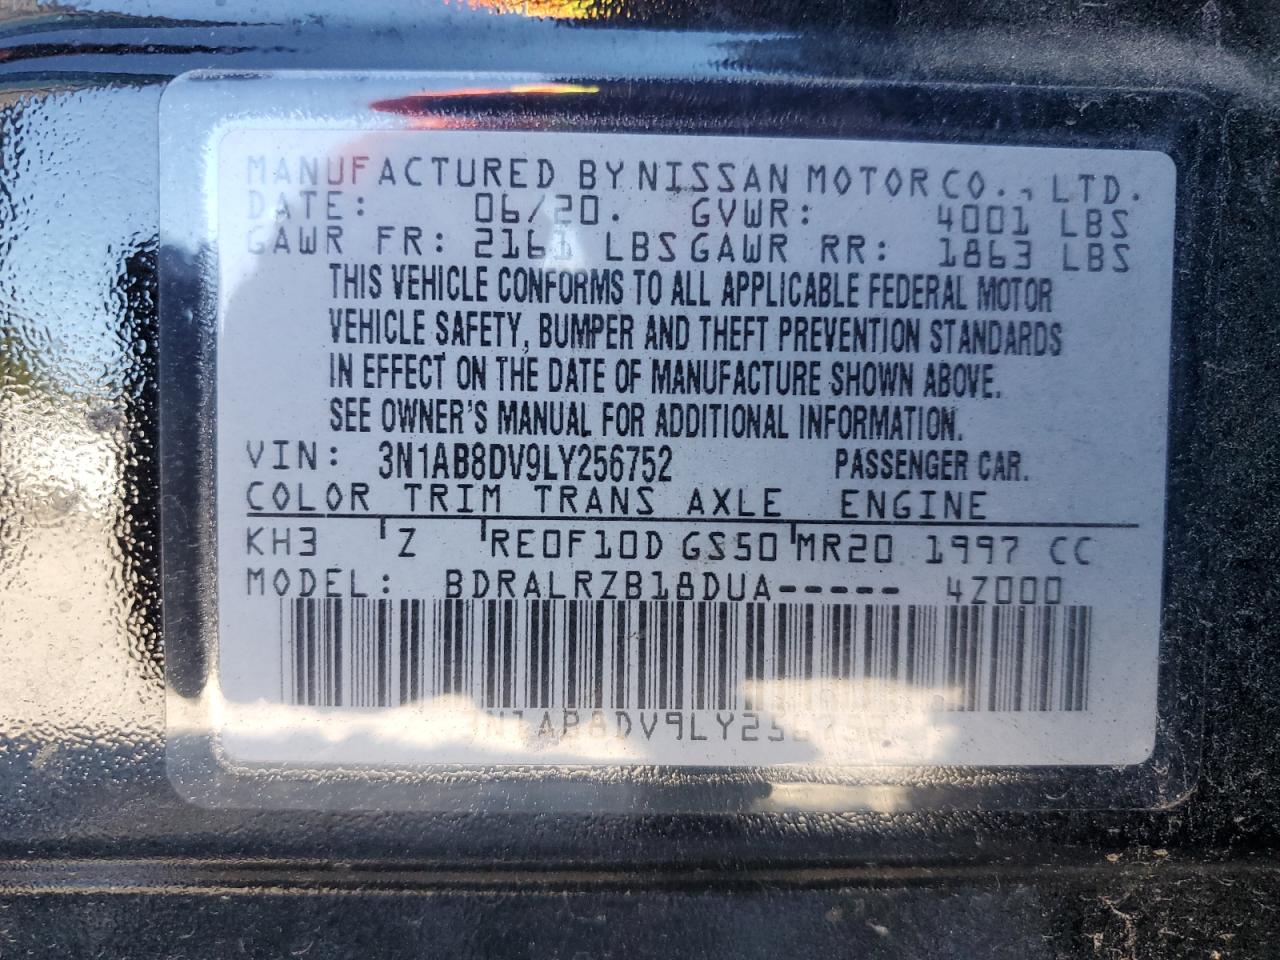 MANUFACTURED BY NISSAN MOTOR CO., LTD.
DATE: 06/20. GVWR: 4001 LBS
GAWR FR: 2161 LBS GAWR RR: 1863 LBS
THIS VEHICLE CONFORMS TO ALL APPLICABLE FEDERAL MOTOR
VEHICLE SAFETY, BUMPER AND THEFT PREVENTION STANDARDS
IN EFFECT ON THE DATE OF MANUFACTURE SHOWN ABOVE.
SEE OWNER'S MANUAL FOR ADDITIONAL INFORMATION.
VIN: 3N1AB8DV9LY256752 PASSENGER CAR.
COLOR TRIM TRANS AXLE ENGINE
KH3 Z RE0F10D GS50 MR20 1997 CC
MODEL: BDRALRZB18DUA----- 4Z000
3N1AB8DV9LY256752